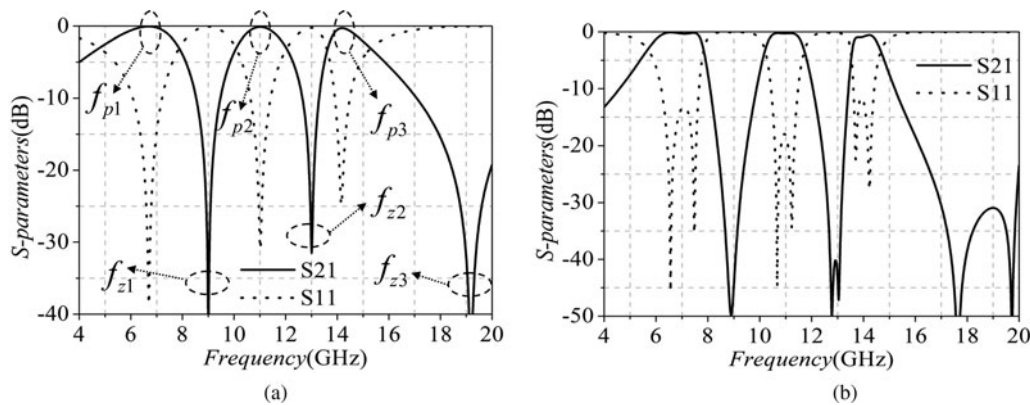 0
-10
-20
-30
-40
S-parameters(dB)
fp1
fp2
fp3
fz1
fz2
fz3
S21
S11
4 6 8 10 12 14 16 18 20
Frequency(GHz)
(a)
0
-10
-20
-30
-40
-50
S-parameters(dB)
S21
S11
4 6 8 10 12 14 16 18 20
Frequency(GHz)
(b)